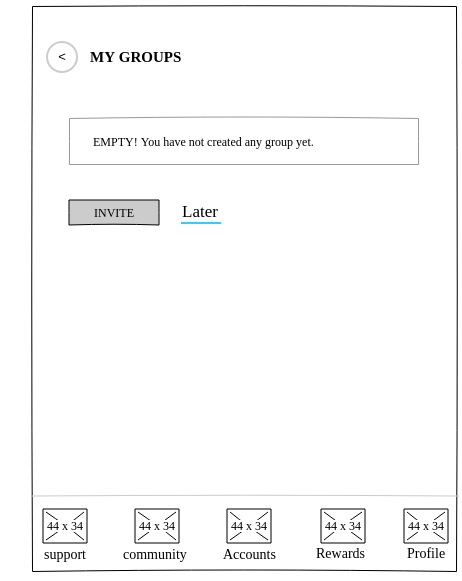 < MY GROUPS
EMPTY! You have not created any group yet.
INVITE Later
44 x 34 44 x 34 44 x 34 44 x 34 44 x 34
support community Accounts Rewards Profile